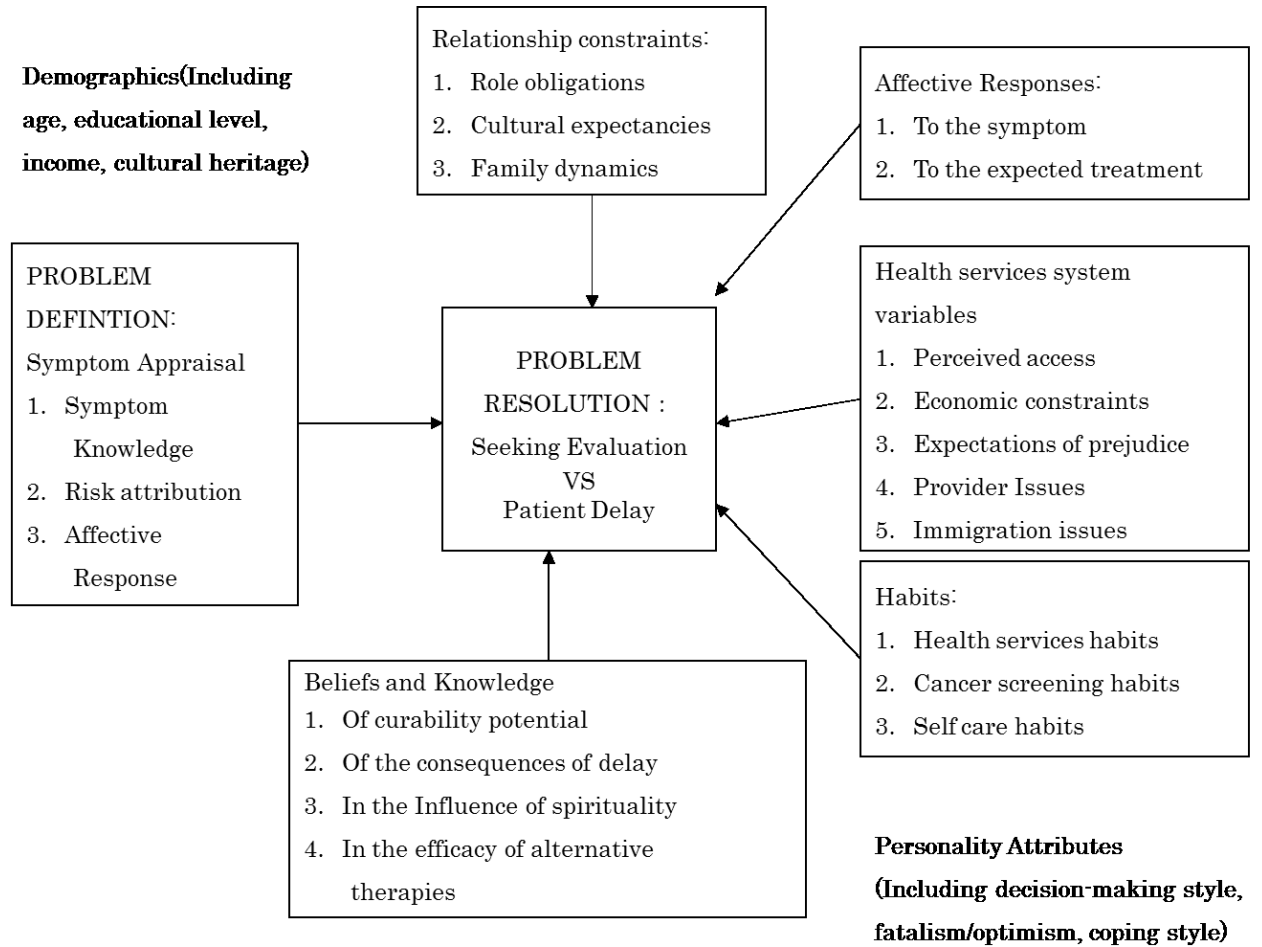 Demographics(Including
age, educational level,
income, cultural heritage)
Relationship constraints:
1. Role obligations
2. Cultural expectancies
3. Family dynamics
Affective Responses:
1. To the symptom
2. To the expected treatment
PROBLEM
DEFINTION:
Symptom Appraisal
1. Symptom
Knowledge
2. Risk attribution
3. Affective
Response
PROBLEM
RESOLUTION :
Seeking Evaluation
VS
Patient Delay
Health services system
variables
1. Perceived access
2. Economic constraints
3. Expectations of prejudice
4. Provider Issues
5. Immigration issues
Habits:
1. Health services habits
2. Cancer screening habits
3. Self care habits
Beliefs and Knowledge
1. Of curability potential
2. Of the consequences of delay
3. In the Influence of spirituality
4. In the efficacy of alternative
therapies
Personality Attributes
(Including decision-making style,
fatalism/optimism, coping style)